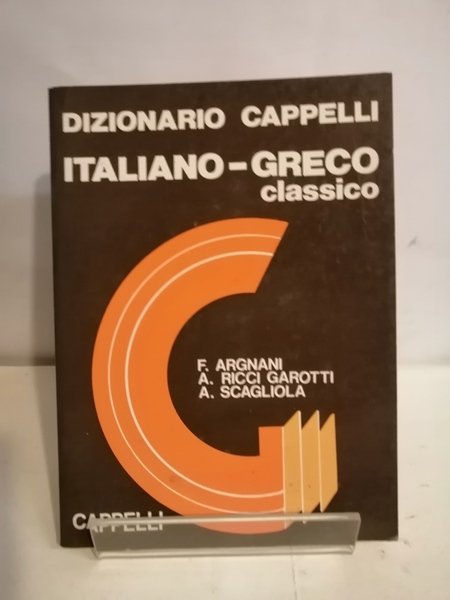 DIZIONARIO CAPPELLI
ITALIANO-GRECO
classico
F. ARGNANI
A. RICCI GAROTTI
A. SCAGLIOLA
CAPPELLI